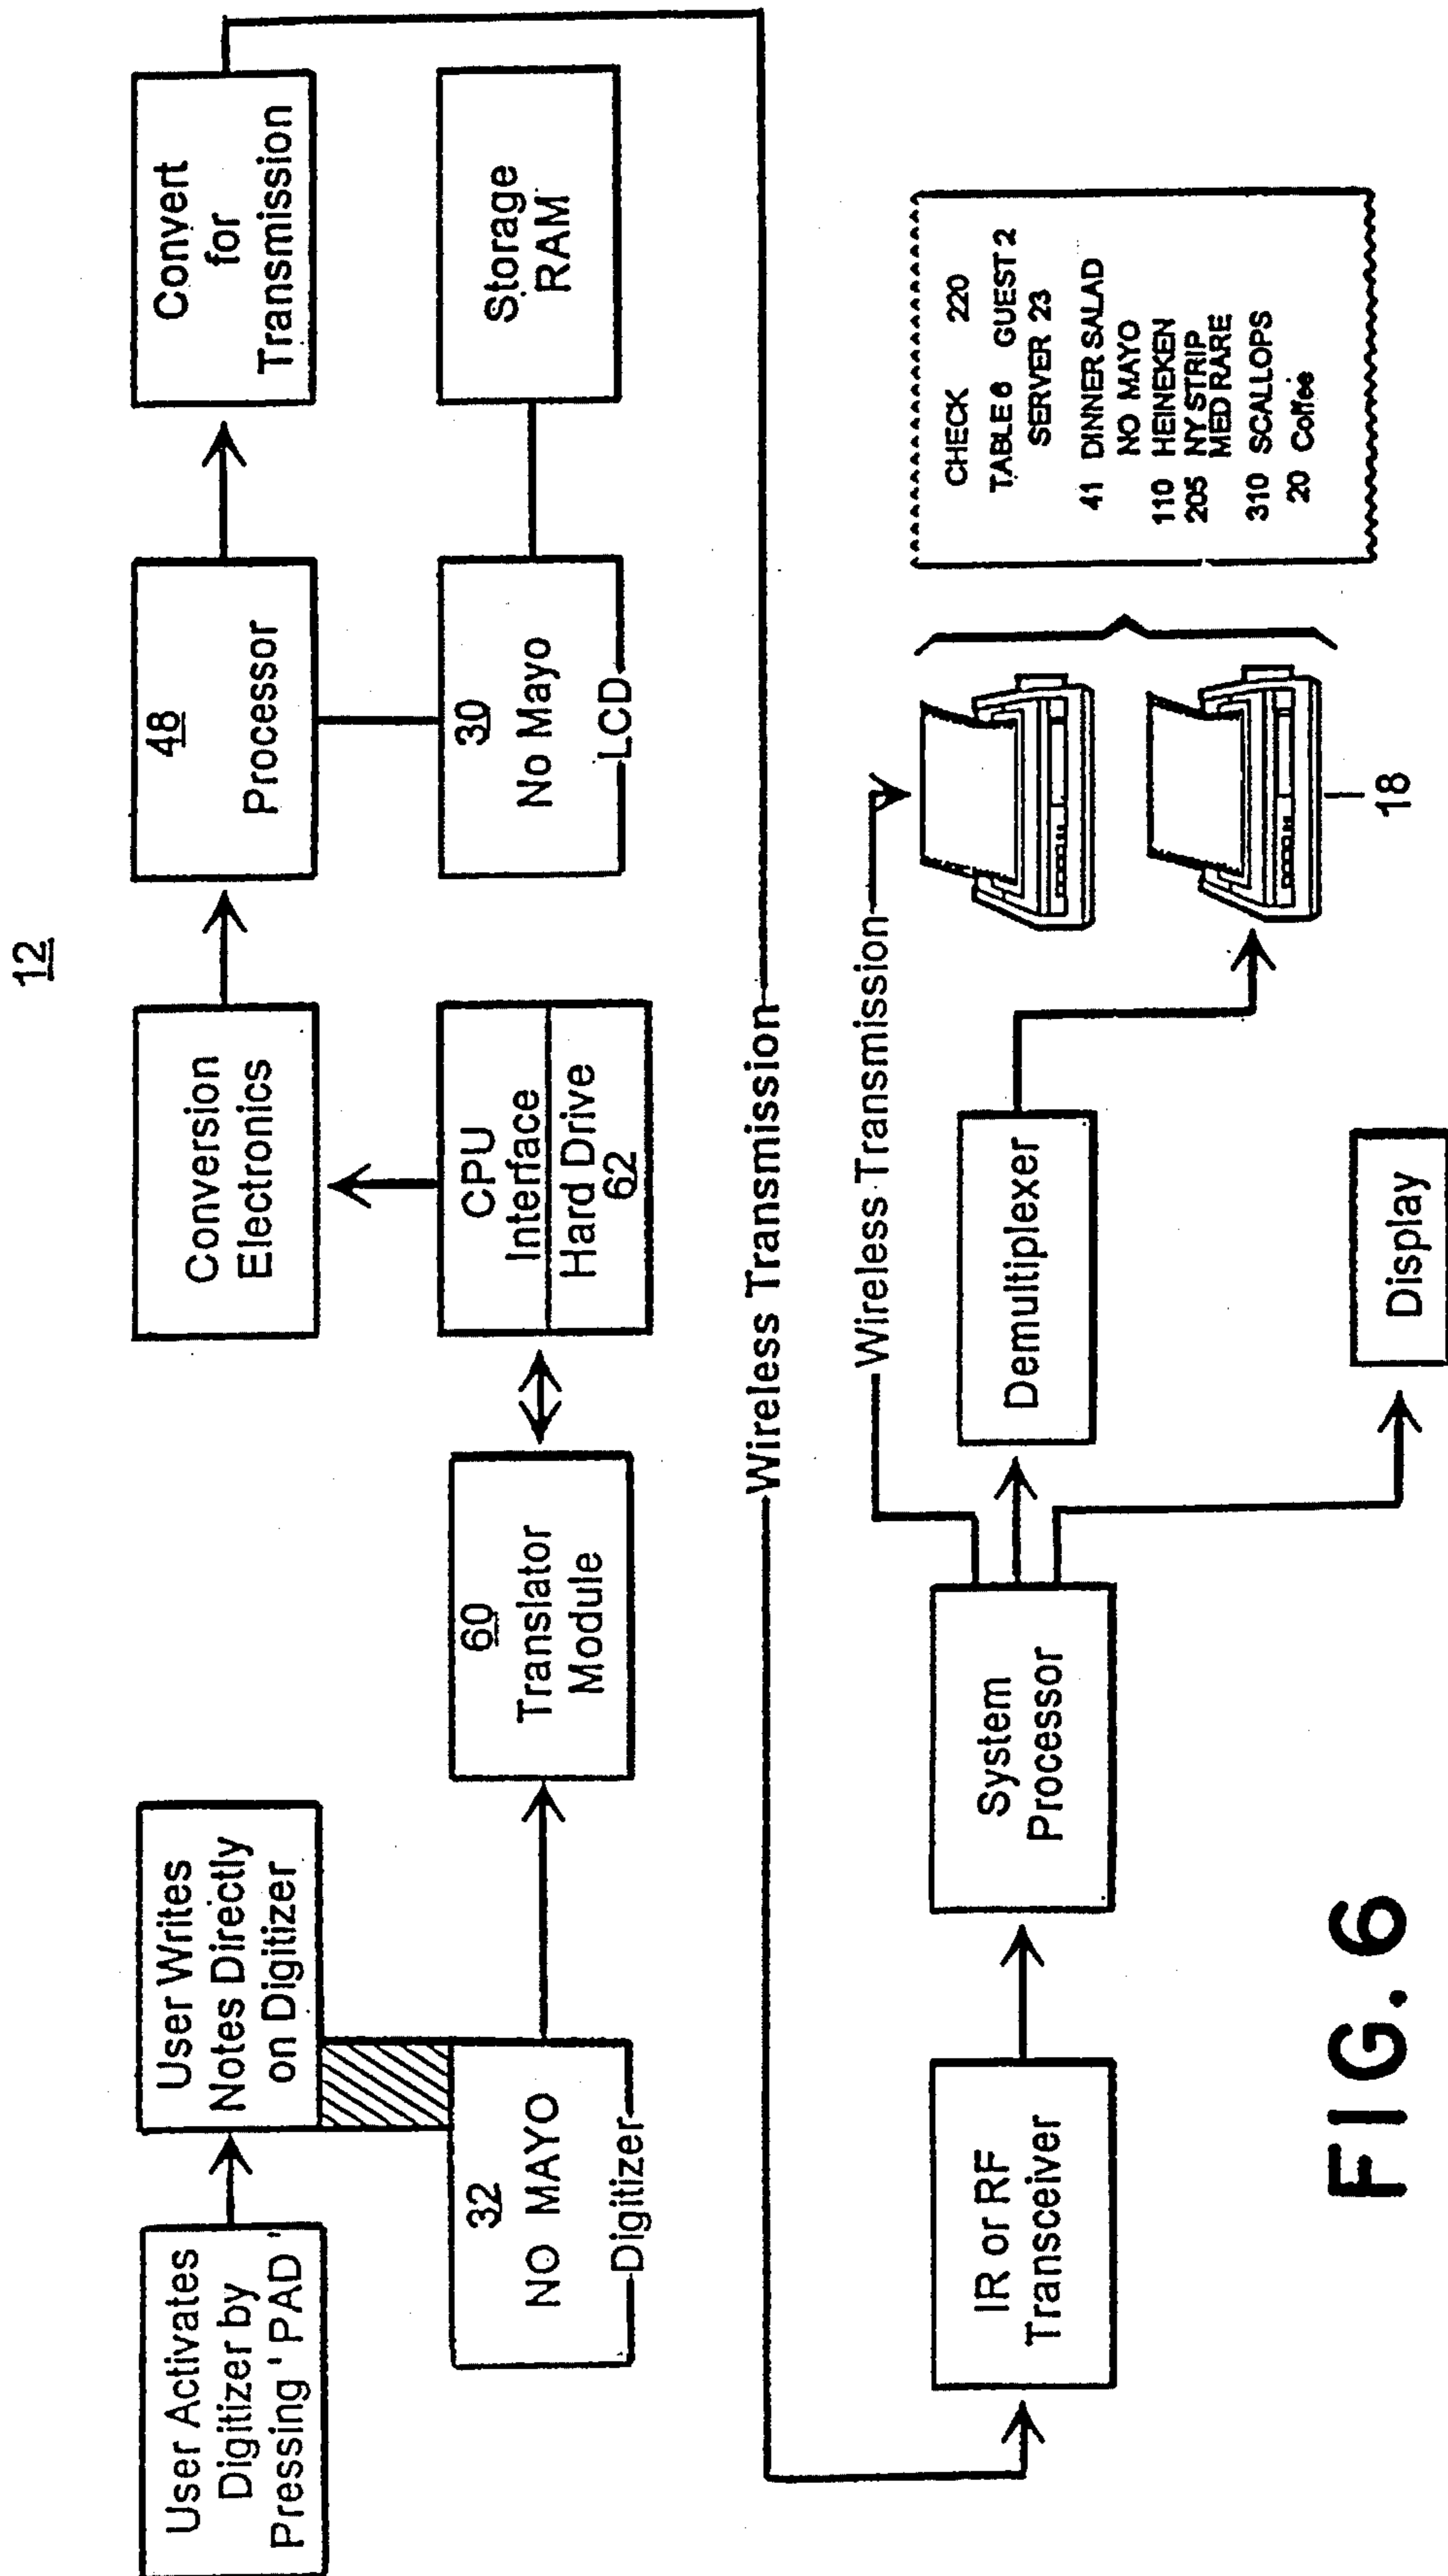 12
User Activates
Digitizer by
Pressing ' PAD '
User Writes
Notes Directly
on Digitizer
32
NO MAYO
Digitizer
60
Translator
Module
CPU
Interface
Hard Drive
62
Conversion
Electronics
48
Processor
30
No Mayo
LCD
Convert
for
Transmission
Storage
RAM
Wireless Transmission
IR or RF
Transceiver
System
Processor
Wireless Transmission
Demultiplexer
Display
18
CHECK 220
TABLE 6 GUEST 2
SERVER 23
41 DINNER SALAD
NO MAYO
110 HEINEKEN
205 NY STRIP
MED RARE
310 SCALLOPS
20 Coffee
FIG. 6